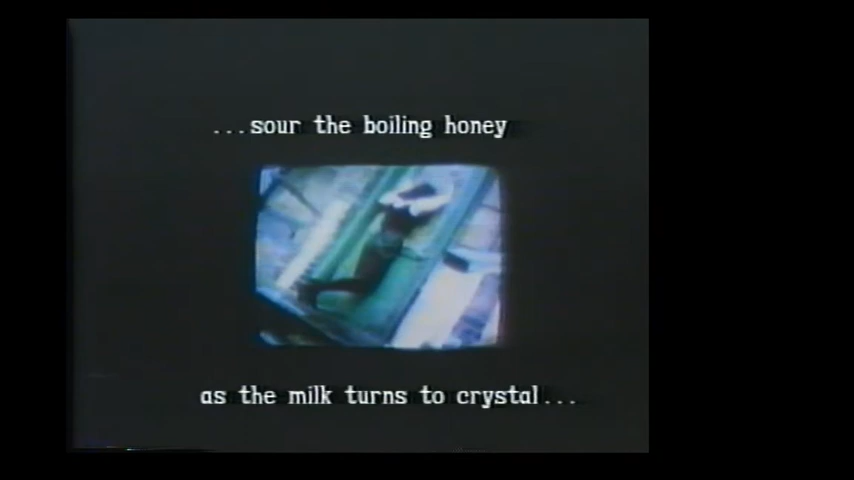 ...sour the boiling honey
as the milk turns to crystal...